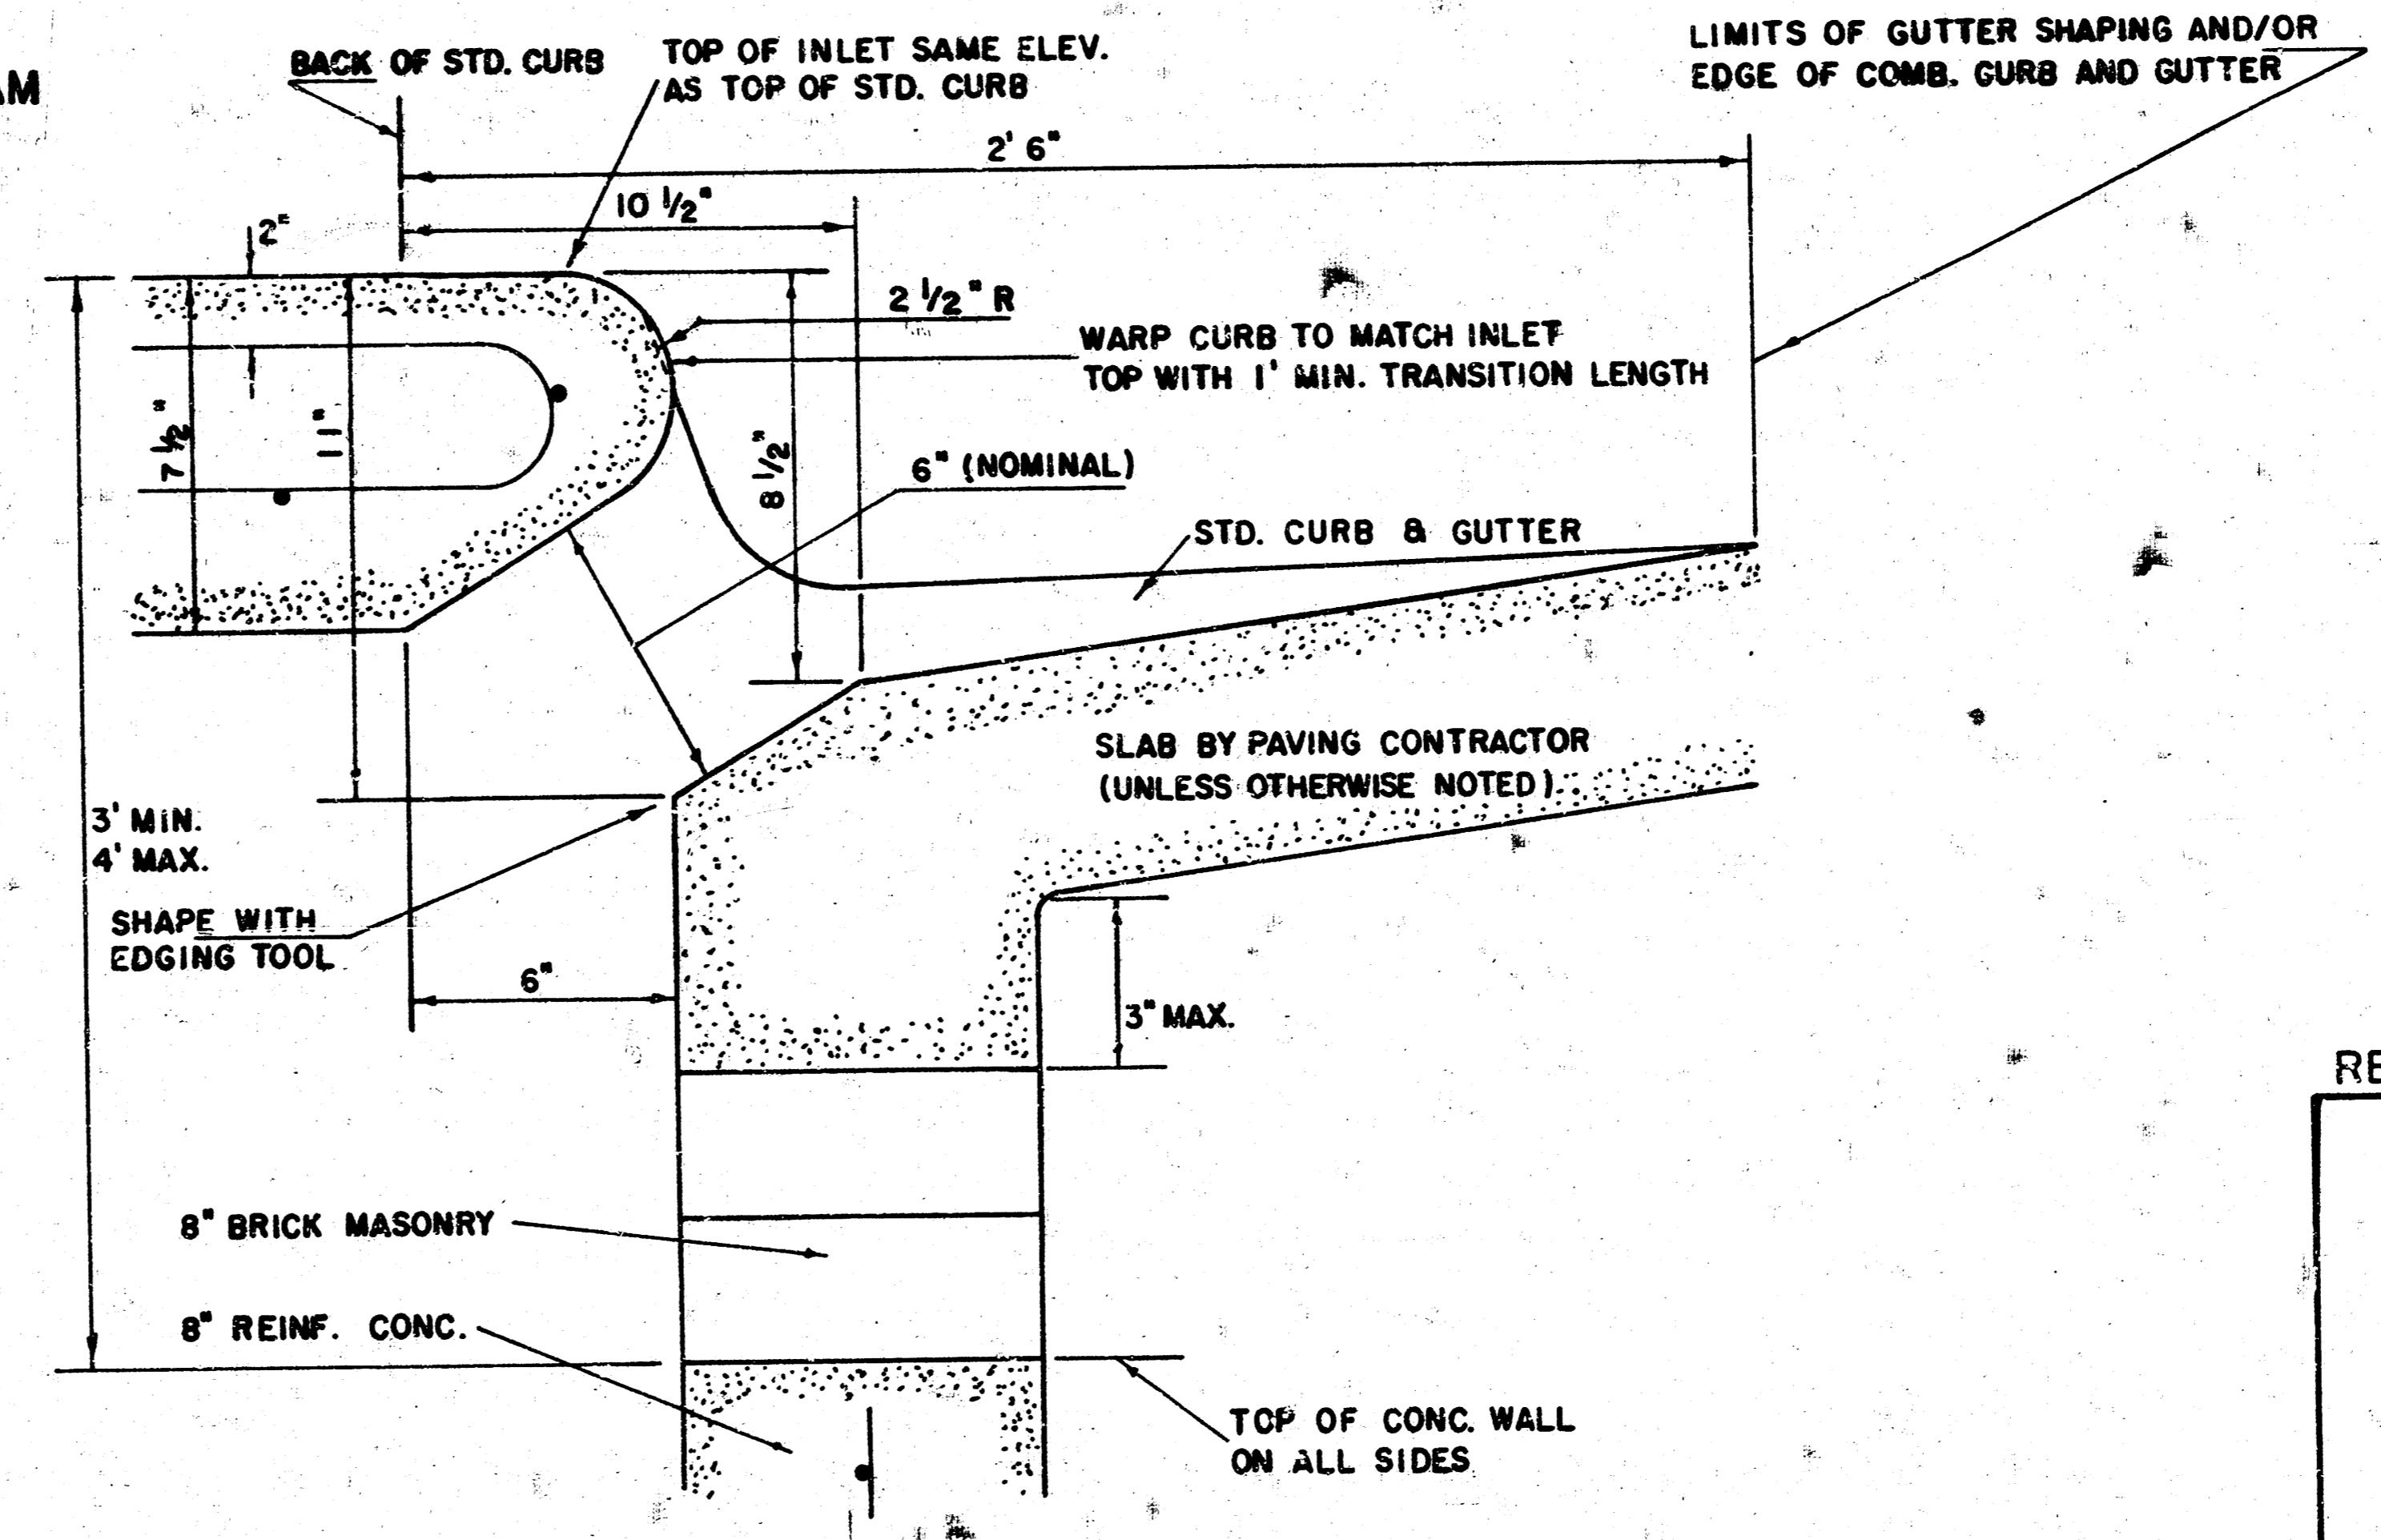 AM
BACK OF STD. CURB
TOP OF INLET SAME ELEV.
AS TOP OF STD. CURB
LIMITS OF GUTTER SHAPING AND/OR
EDGE OF COMB. GURB AND GUTTER
2' 6"
10 1/2"
2"
2 1/2" R
WARP CURB TO MATCH INLET
TOP WITH 1' MIN. TRANSITION LENGTH
7 1/2"
11"
8 1/2"
6" (NOMINAL)
STD. CURB & GUTTER
SLAB BY PAVING CONTRACTOR
(UNLESS OTHERWISE NOTED)
3' MIN.
4' MAX.
SHAPE WITH
EDGING TOOL
6"
3" MAX.
RE
8" BRICK MASONRY
8" REINF. CONC.
TOP OF CONC. WALL
ON ALL SIDES